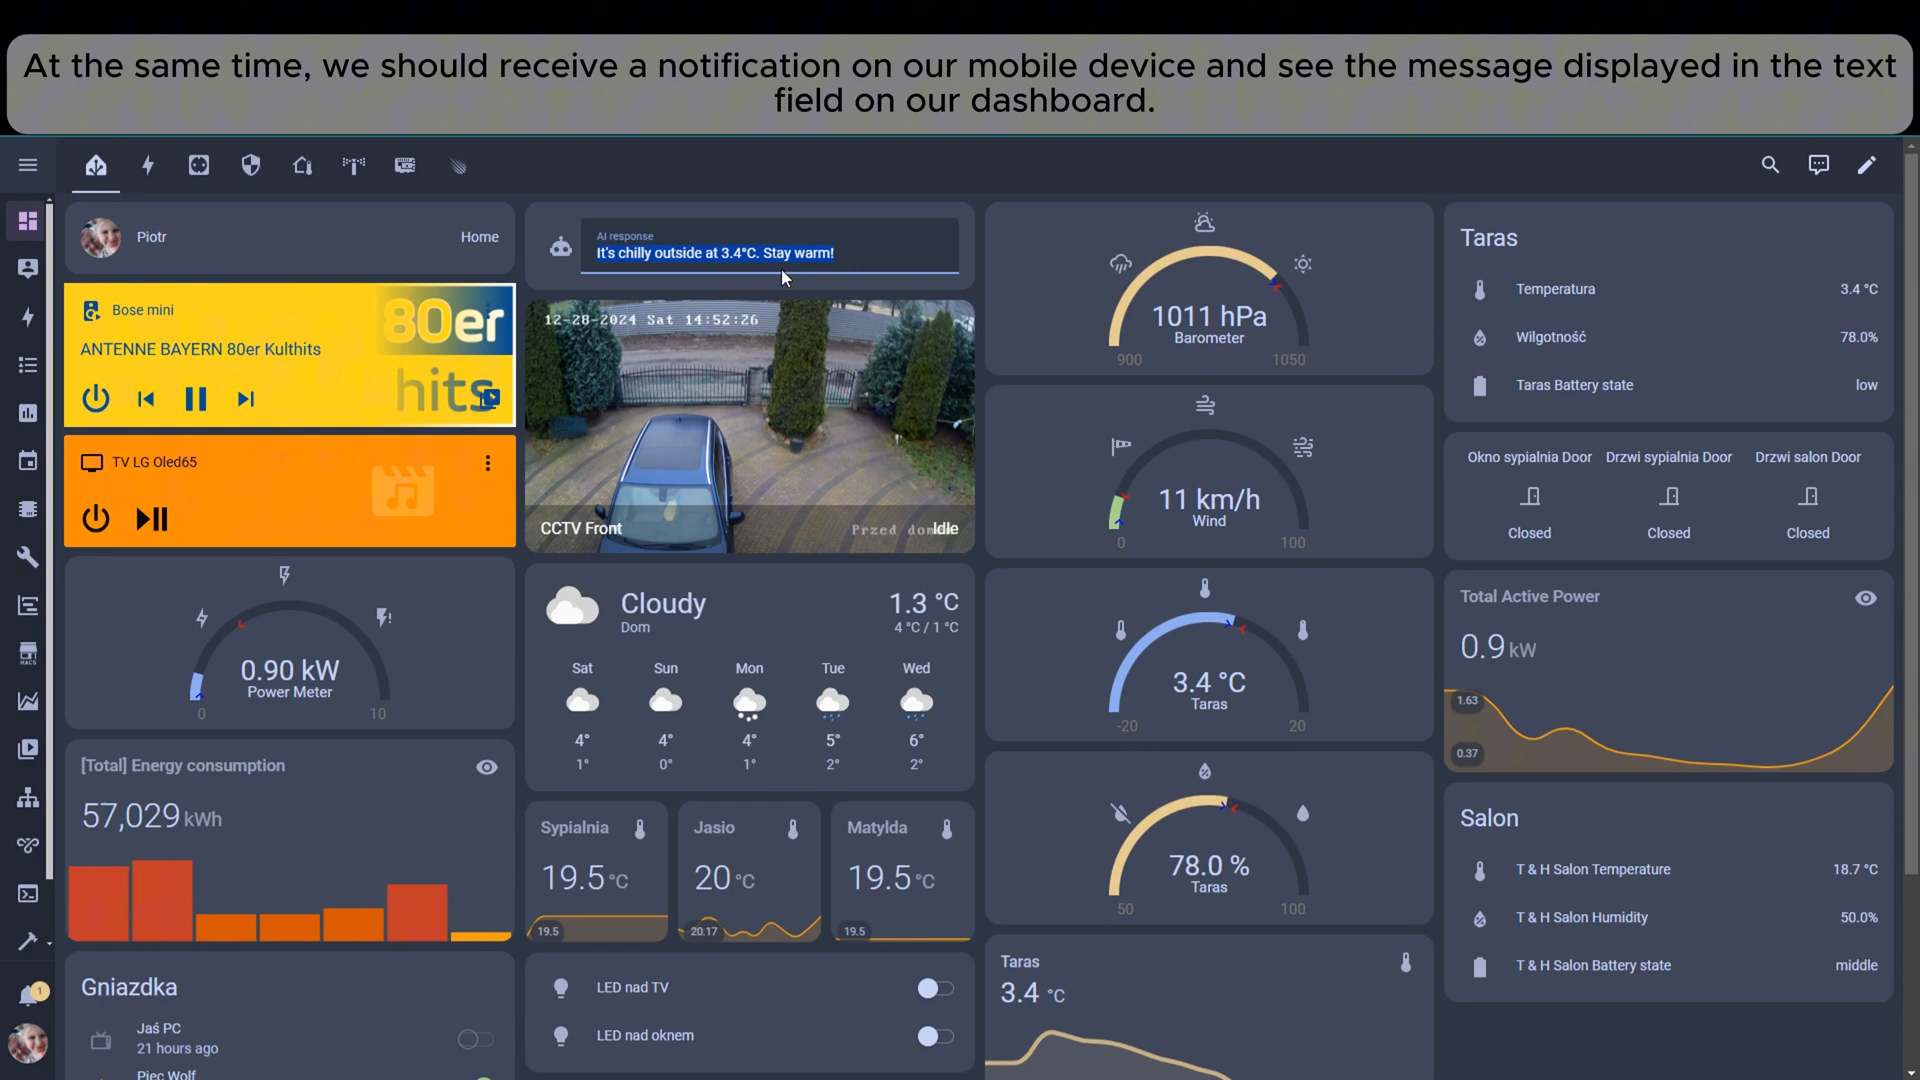 At the same time, we should receive a notification on our mobile device and see the message displayed in the text
field on our dashboard.
Piotr
Home
AI response
It's chilly outside at 3.4°C. Stay warm!
Bose mini
ANTENNE BAYERN 80er Kulthits
80er
hits
TV LG Oled65
12-28-2024 Sat 14:52:26
CCTV Front
Przed
Idle
0.90 kW
Power Meter
0
10
[Total] Energy consumption
57,029 kWh
Gniazdka
Jaś PC
21 hours ago
Piec Wolf
Cloudy
Dom
1.3 °C
4 °C / 1 °C
Sat Sun Mon Tue Wed
4° 4° 4° 5° 6°
1° 0° 1° 2° 2°
Sypialnia
19.5 °C
19.5
Jasio
20 °C
20.17
Matylda
19.5 °C
19.5
LED nad TV
LED nad oknem
1011 hPa
Barometer
900
1050
11 km/h
Wind
0
100
3.4 °C
Taras
-20
20
78.0 %
Taras
50
100
Taras
3.4 °C
Taras
Temperatura 3.4 °C
Wilgotność 78.0%
Taras Battery state low
Okno sypialnia Door Drzwi sypialnia Door Drzwi salon Door
Closed Closed Closed
Total Active Power
0.9 kW
1.63
0.37
Salon
T & H Salon Temperature 18.7 °C
T & H Salon Humidity 50.0%
T & H Salon Battery state middle
HACS
1